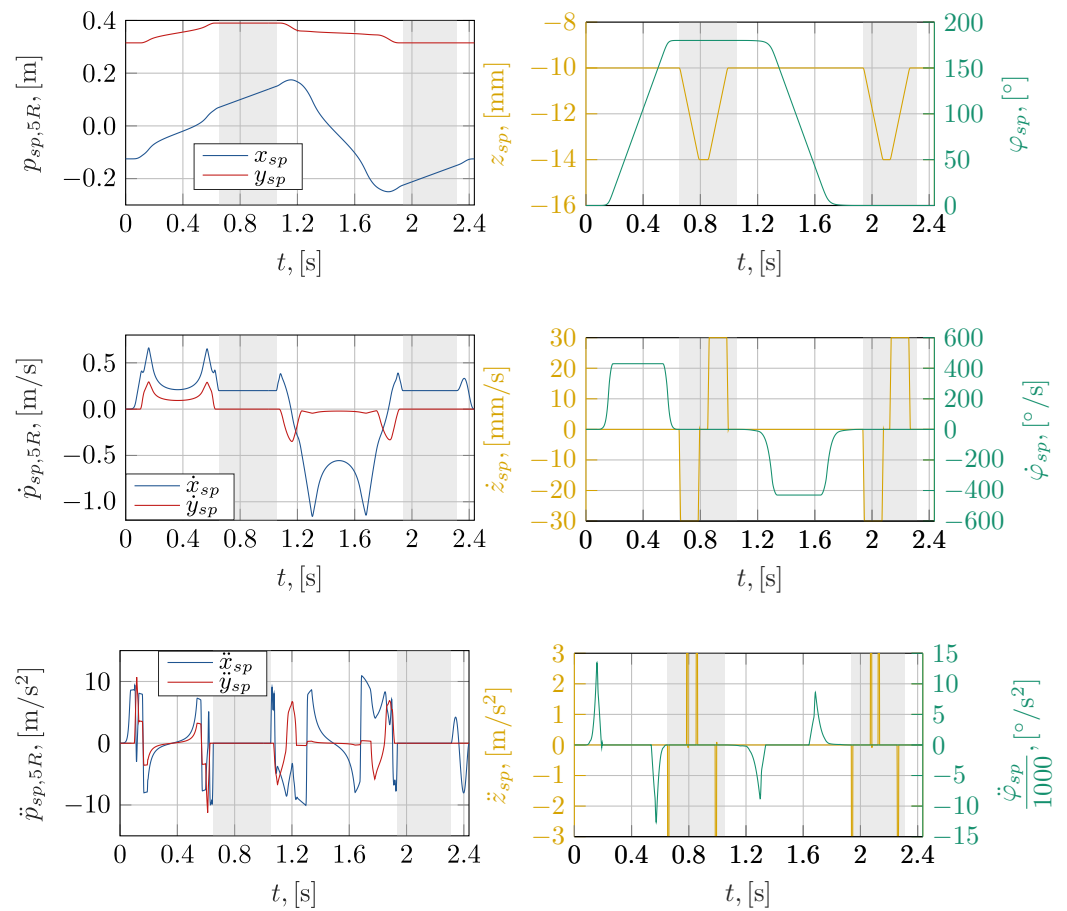 0.4
0.2
0.0
−0.2
p_{sp,5R}, [m]
x_{sp}
y_{sp}
0 0.4 0.8 1.2 1.6 2 2.4
t, [s]
−8
−10
−12
−14
−16
z_{sp}, [mm]
200
150
100
50
0
φ_{sp}, [°]
0 0.4 0.8 1.2 1.6 2 2.4
t, [s]
0.5
0.0
−0.5
−1.0
ṗ_{sp,5R}, [m/s]
ẋ_{sp}
ẏ_{sp}
0 0.4 0.8 1.2 1.6 2 2.4
t, [s]
30
20
10
0
−10
−20
−30
ż_{sp}, [mm/s]
600
400
200
0
−200
−400
−600
φ̇_{sp}, [°/s]
0 0.4 0.8 1.2 1.6 2 2.4
t, [s]
10
0
−10
p̈_{sp,5R}, [m/s²]
ẍ_{sp}
ÿ_{sp}
0 0.4 0.8 1.2 1.6 2 2.4
t, [s]
3
2
1
0
−1
−2
−3
z̈_{sp}, [m/s²]
15
10
5
0
−5
−10
−15
φ̈_{sp}/1000, [°/s²]
0 0.4 0.8 1.2 1.6 2 2.4
t, [s]